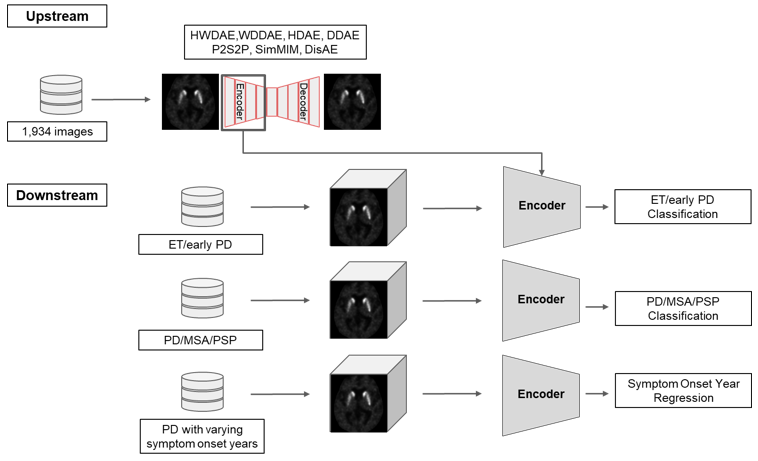 Upstream
HWDAE,WDDAE, HDAE, DDAE
P2S2P, SimMIM, DisAE
Encoder
Decoder
1,934 images
Downstream
Encoder
ET/early PD
Classification
ET/early PD
Encoder
PD/MSA/PSP
Classification
PD/MSA/PSP
Encoder
Symptom Onset Year
Regression
PD with varying
symptom onset years